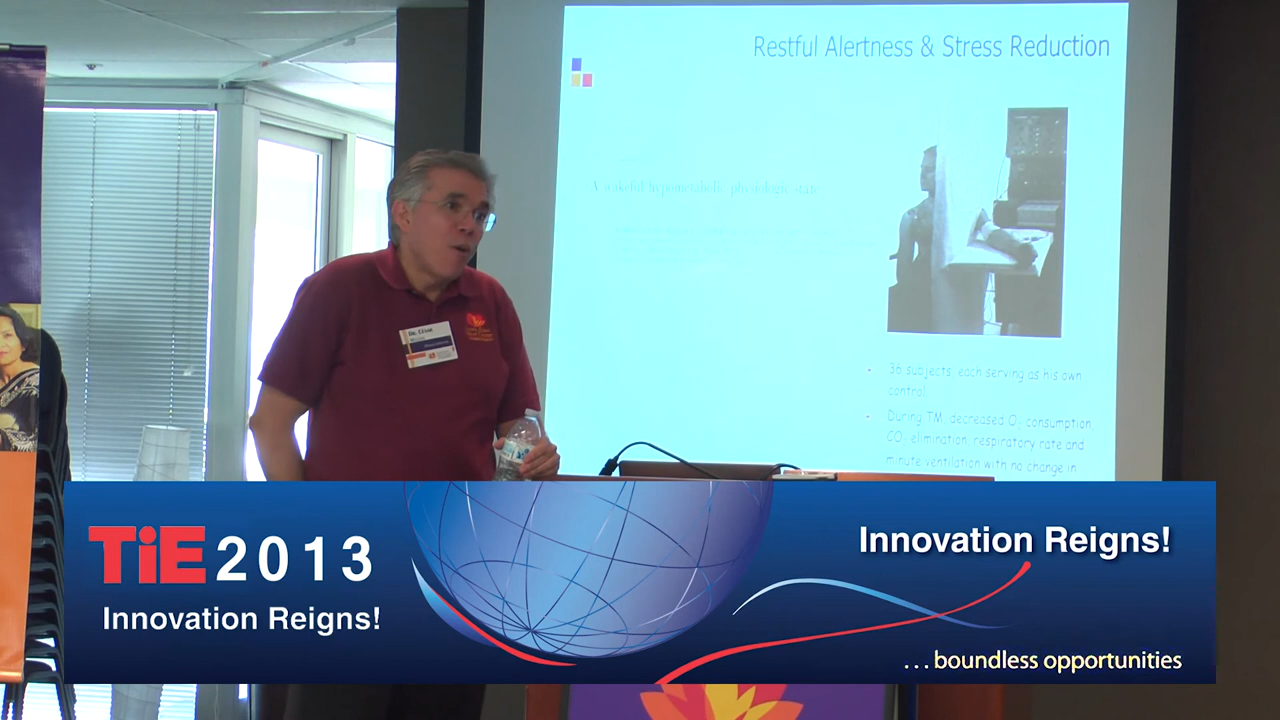 Restful Alertness & Stress Reduction
A wakeful hypometabolic physiologic state
36 subjects, each serving as his own
control.
During TM, decreased O₂ consumption,
CO₂ elimination, respiratory rate and
minute ventilation with no change in
TiE 2013
Innovation Reigns!
Innovation Reigns!
...boundless opportunities